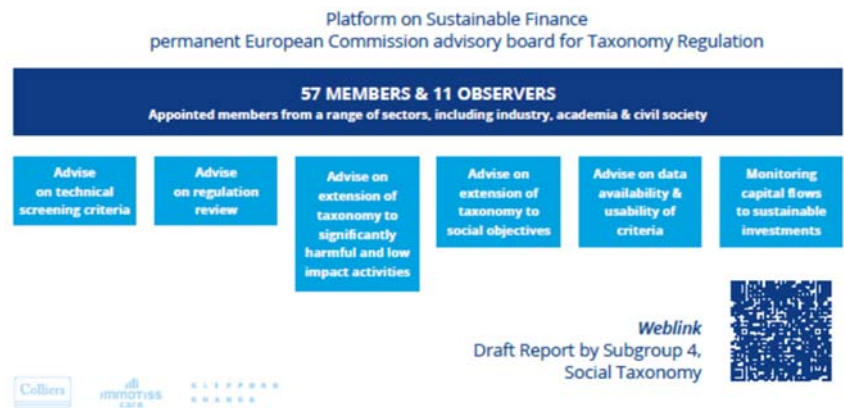 Platform on Sustainable Finance
permanent European Commission advisory board for Taxonomy Regulation
57 MEMBERS & 11 OBSERVERS
Appointed members from a range of sectors, including industry, academia & civil society
Advise
on technical
screening criteria
Advise
on regulation
review
Advise on
extension of
taxonomy to
significantly
harmful and low
impact activities
Advise on
extension of
taxonomy to
social objectives
Advise on data
availability &
usability of
criteria
Monitoring
capital flows
to sustainable
investments
Weblink
Draft Report by Subgroup 4,
Social Taxonomy
Colliers
immotiss
care
CLIFFORD
CHANCE